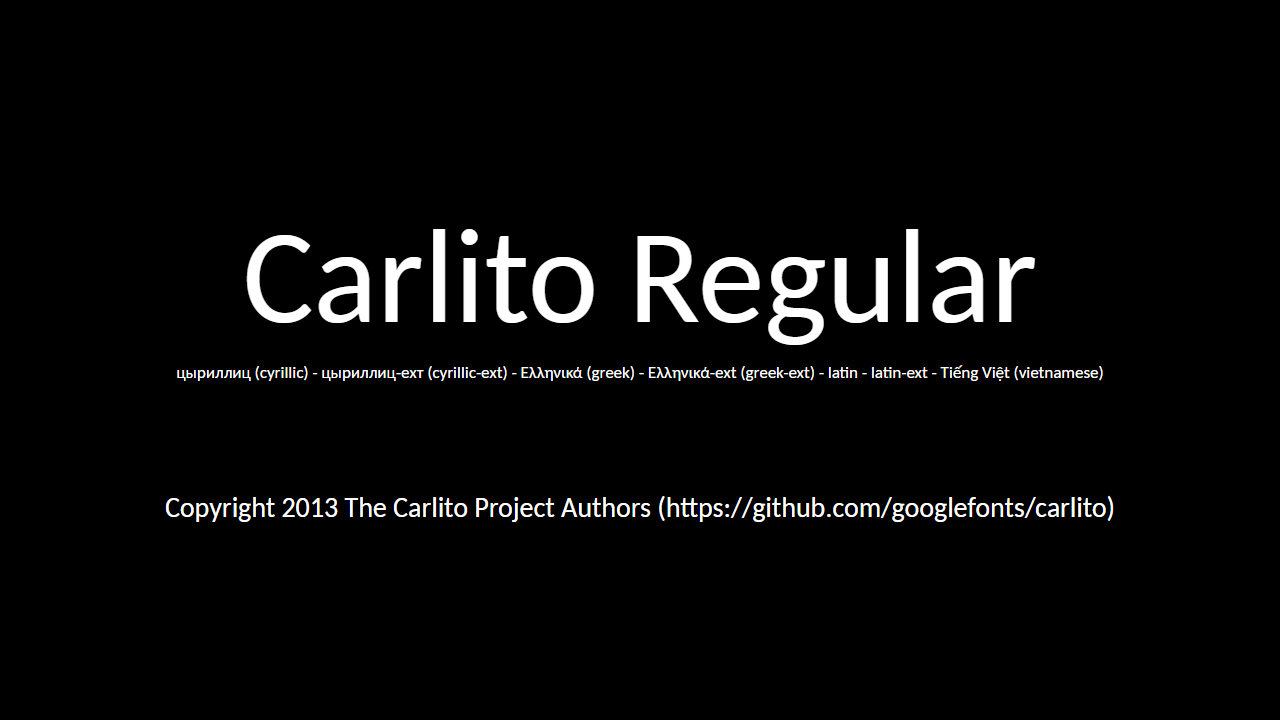 Carlito Regular
цыриллиц (cyrillic) - цыриллиц-ext (cyrillic-ext) - Ελληνικά (greek) - Ελληνικά-ext (greek-ext) - latin - latin-ext - Tiếng Việt (vietnamese)
Copyright 2013 The Carlito Project Authors (https://github.com/googlefonts/carlito)